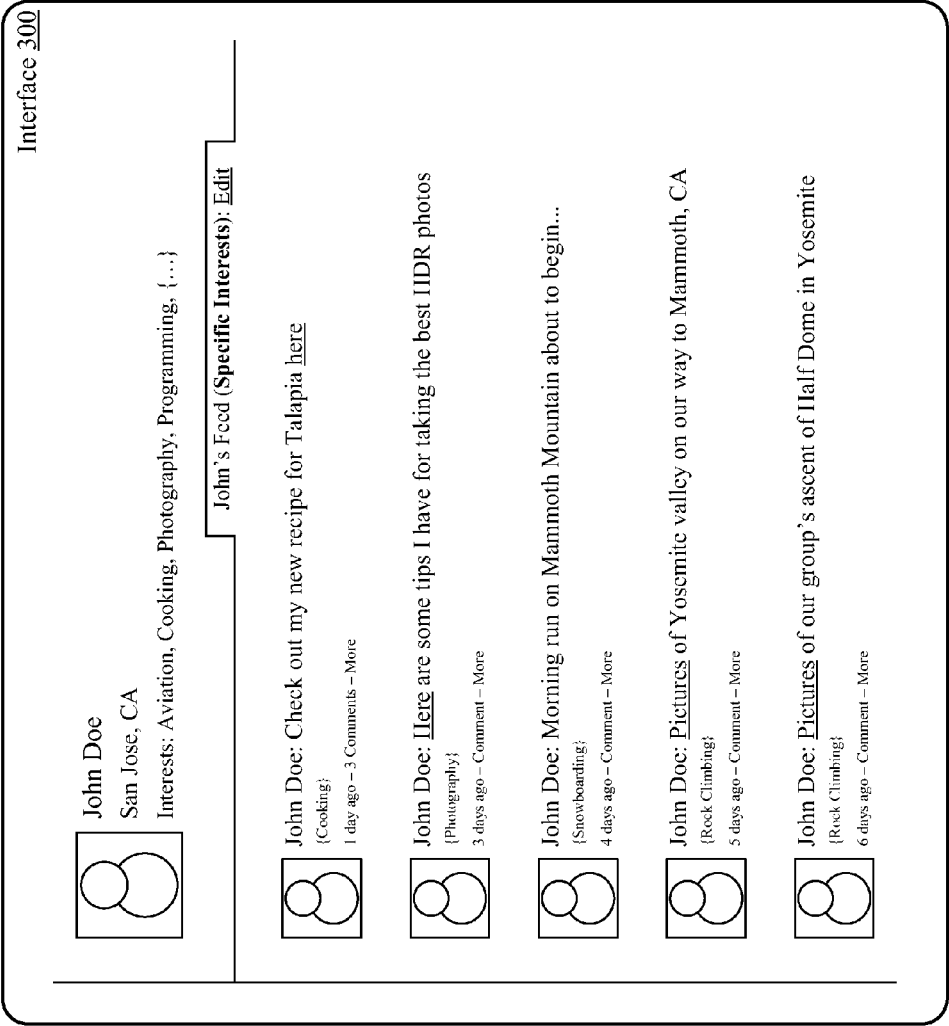 Interface 300
John Doe
San Jose, CA
Interests: Aviation, Cooking, Photography, Programming, {…}
John's Feed (Specific Interests): Edit
John Doe: Check out my new recipe for Talapia here
{Cooking}
1 day ago – 3 Comments – More
John Doe: Here are some tips I have for taking the best HDR photos
{Photography}
3 days ago – Comment – More
John Doe: Morning run on Mammoth Mountain about to begin...
{Snowboarding}
4 days ago – Comment – More
John Doe: Pictures of Yosemite valley on our way to Mammoth, CA
{Rock Climbing}
5 days ago – Comment – More
John Doe: Pictures of our group's ascent of Half Dome in Yosemite
{Rock Climbing}
6 days ago – Comment – More